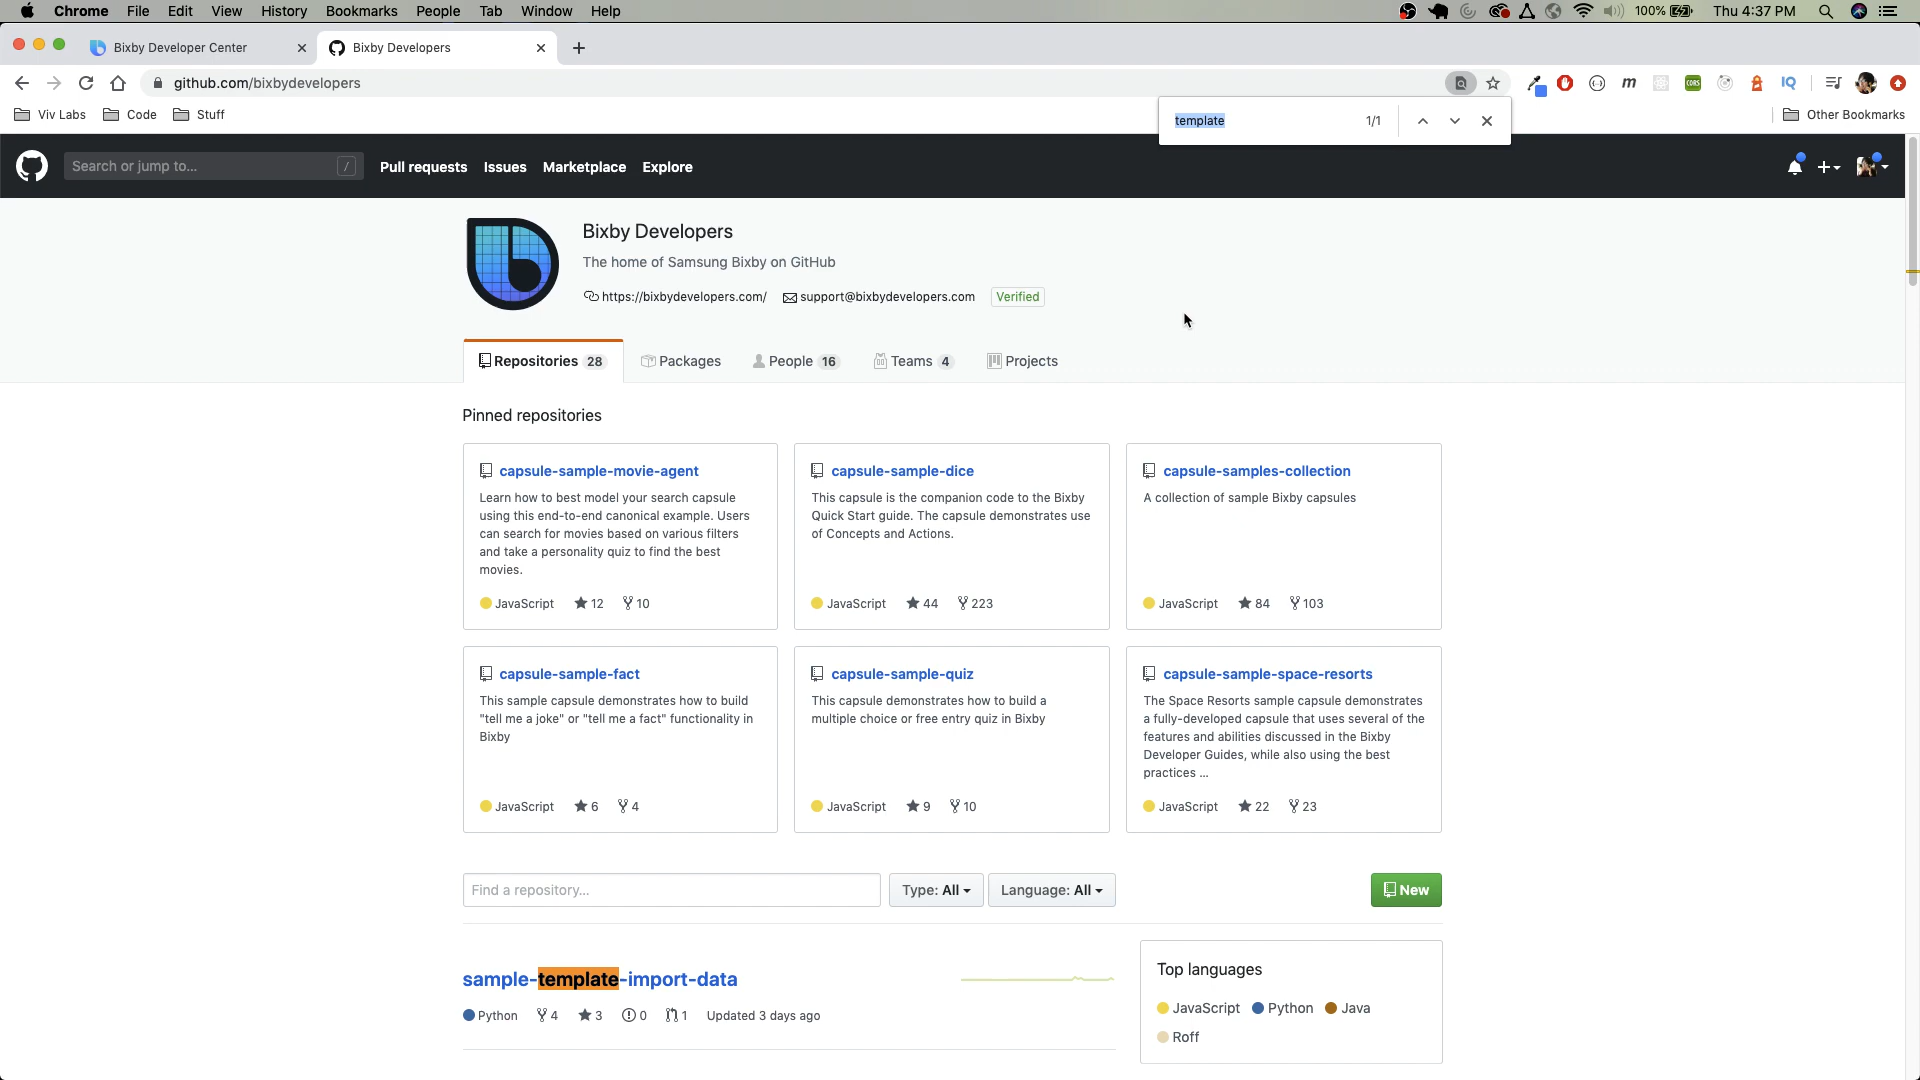 Chrome File Edit View History Bookmarks People Tab Window Help 100% Thu 4:37 PM
Bixby Developer Center Bixby Developers
github.com/bixbydevelopers
Viv Labs Code Stuff Other Bookmarks
template 1/1
Search or jump to... / Pull requests Issues Marketplace Explore
Bixby Developers
The home of Samsung Bixby on GitHub
https://bixbydevelopers.com/ support@bixbydevelopers.com Verified
Repositories 28 Packages People 16 Teams 4 Projects
Pinned repositories
capsule-sample-movie-agent
Learn how to best model your search capsule
using this end-to-end canonical example. Users
can search for movies based on various filters
and take a personality quiz to find the best
movies.
JavaScript 12 10
capsule-sample-dice
This capsule is the companion code to the Bixby
Quick Start guide. The capsule demonstrates use
of Concepts and Actions.
JavaScript 44 223
capsule-samples-collection
A collection of sample Bixby capsules
JavaScript 84 103
capsule-sample-fact
This sample capsule demonstrates how to build
"tell me a joke" or "tell me a fact" functionality in
Bixby
JavaScript 6 4
capsule-sample-quiz
This capsule demonstrates how to build a
multiple choice or free entry quiz in Bixby
JavaScript 9 10
capsule-sample-space-resorts
The Space Resorts sample capsule demonstrates
a fully-developed capsule that uses several of the
features and abilities discussed in the Bixby
Developer Guides, while also using the best
practices ...
JavaScript 22 23
Find a repository... Type: All Language: All New
sample-template-import-data
Python 4 3 0 1 Updated 3 days ago
Top languages
JavaScript Python Java
Roff
m CORS IQ